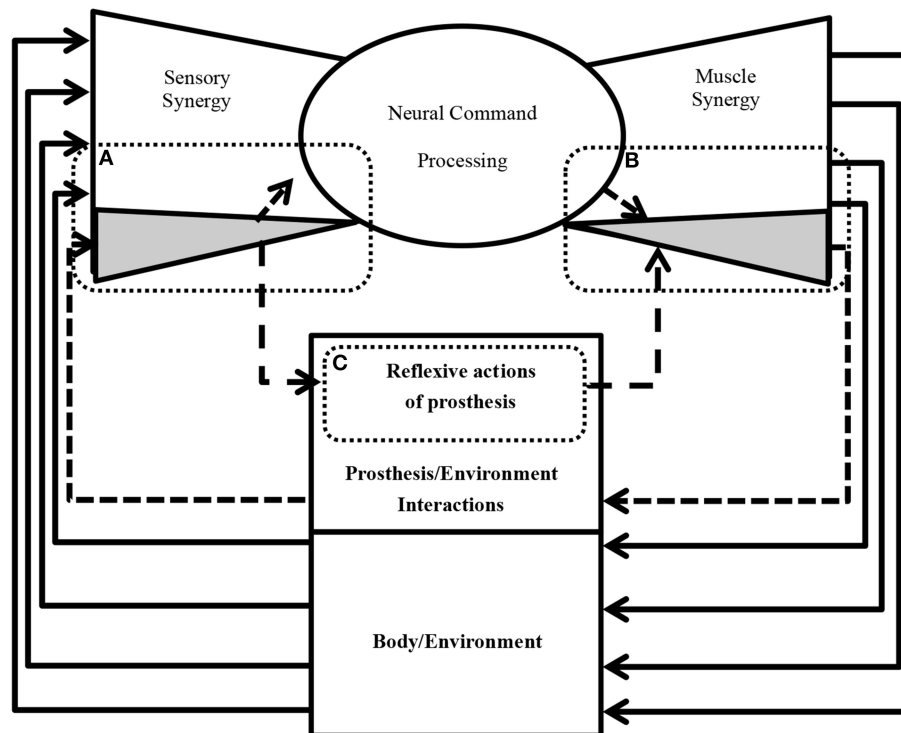 Sensory
Synergy
Neural Command
Processing
Muscle
Synergy
A
B
C
Reflexive actions
of prosthesis
Prosthesis/Environment
Interactions
Body/Environment